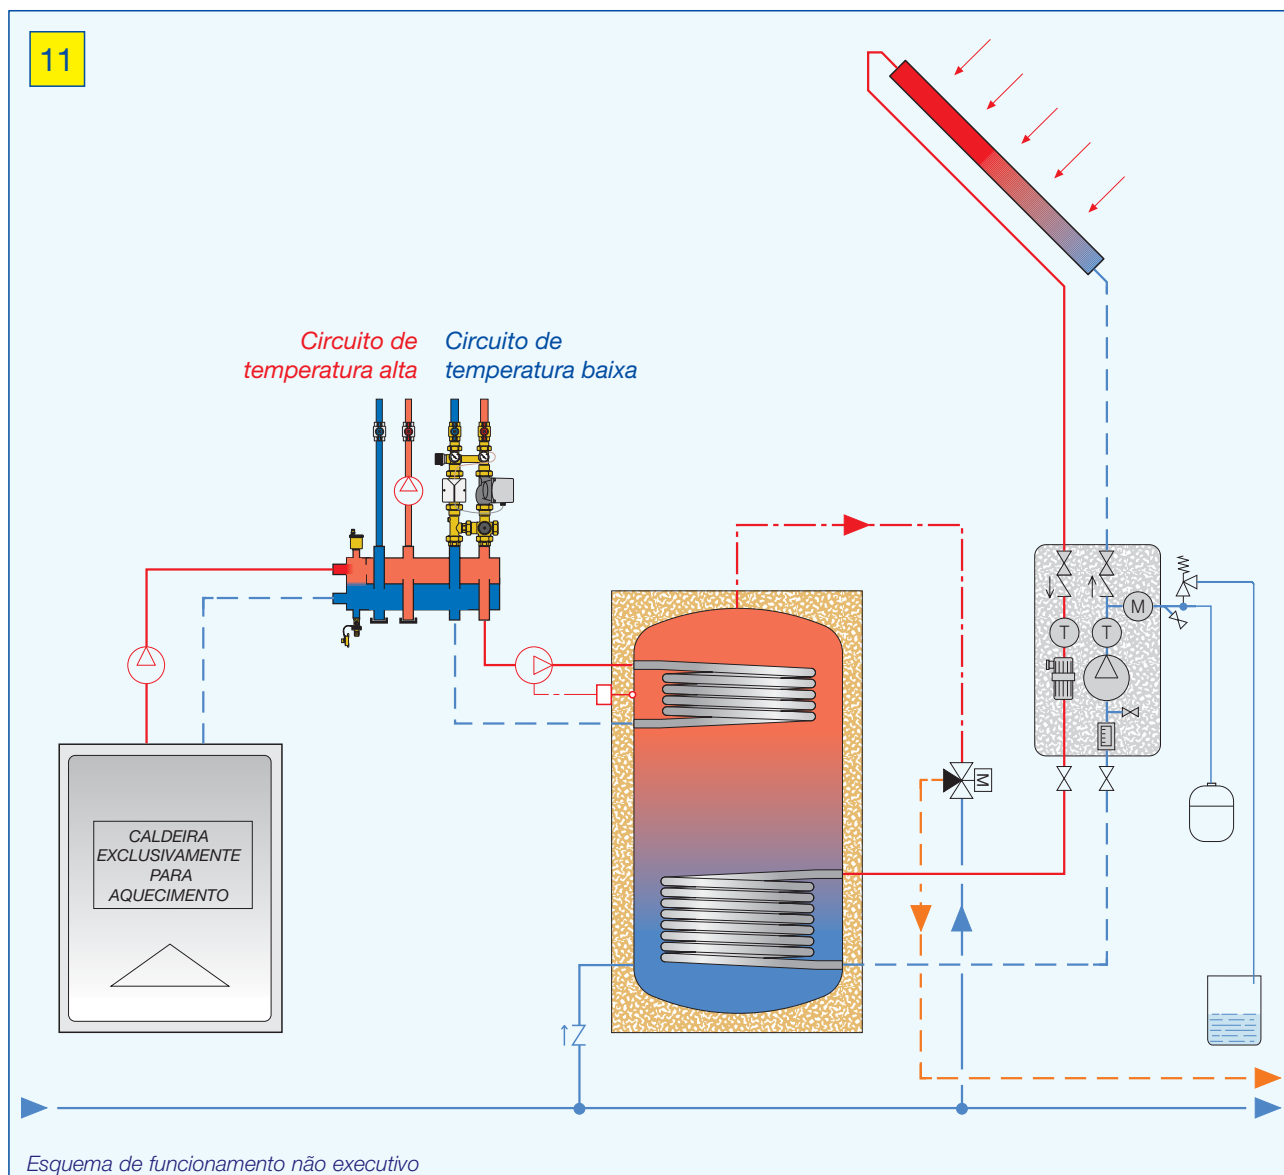 11
Circuito de
temperatura alta
Circuito de
temperatura baixa
M
T
T
M
CALDEIRA
EXCLUSIVAMENTE
PARA
AQUECIMENTO
Esquema de funcionamento não executivo